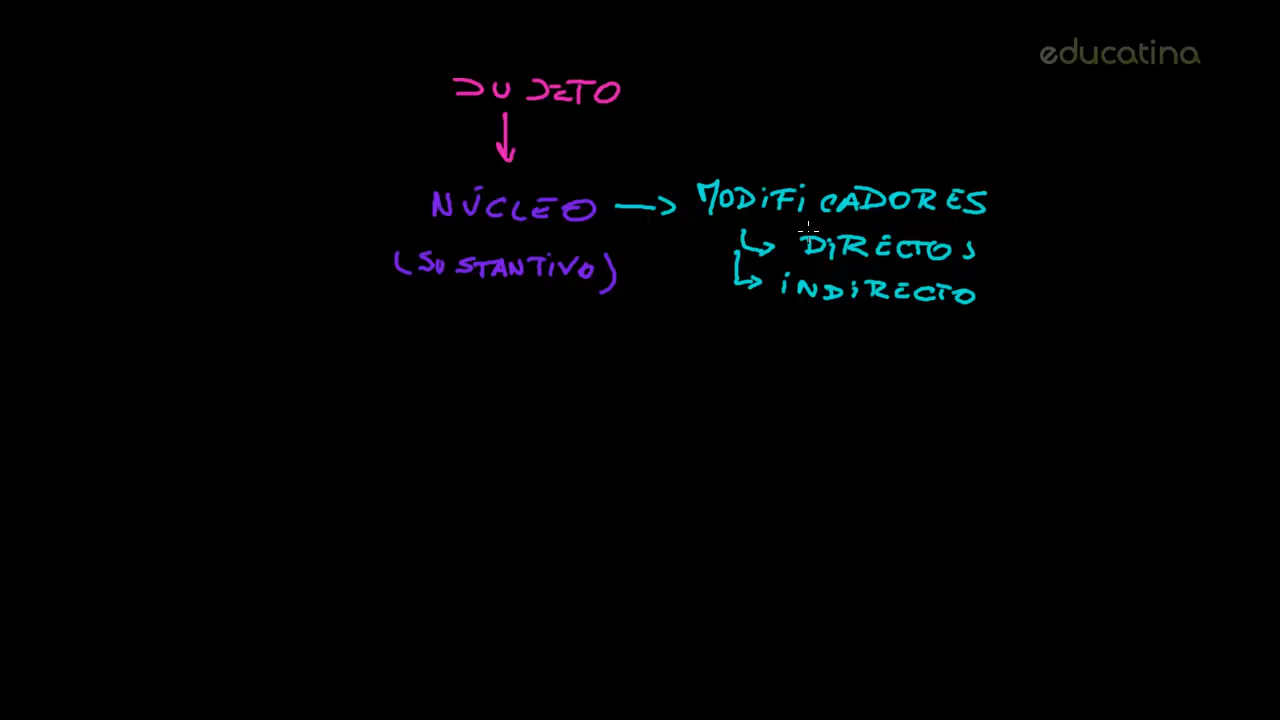 educatina
SUJETO
NÚCLEO → MODIFICADORES
(SUSTANTIVO)
↳ DIRECTOS
↳ INDIRECTO